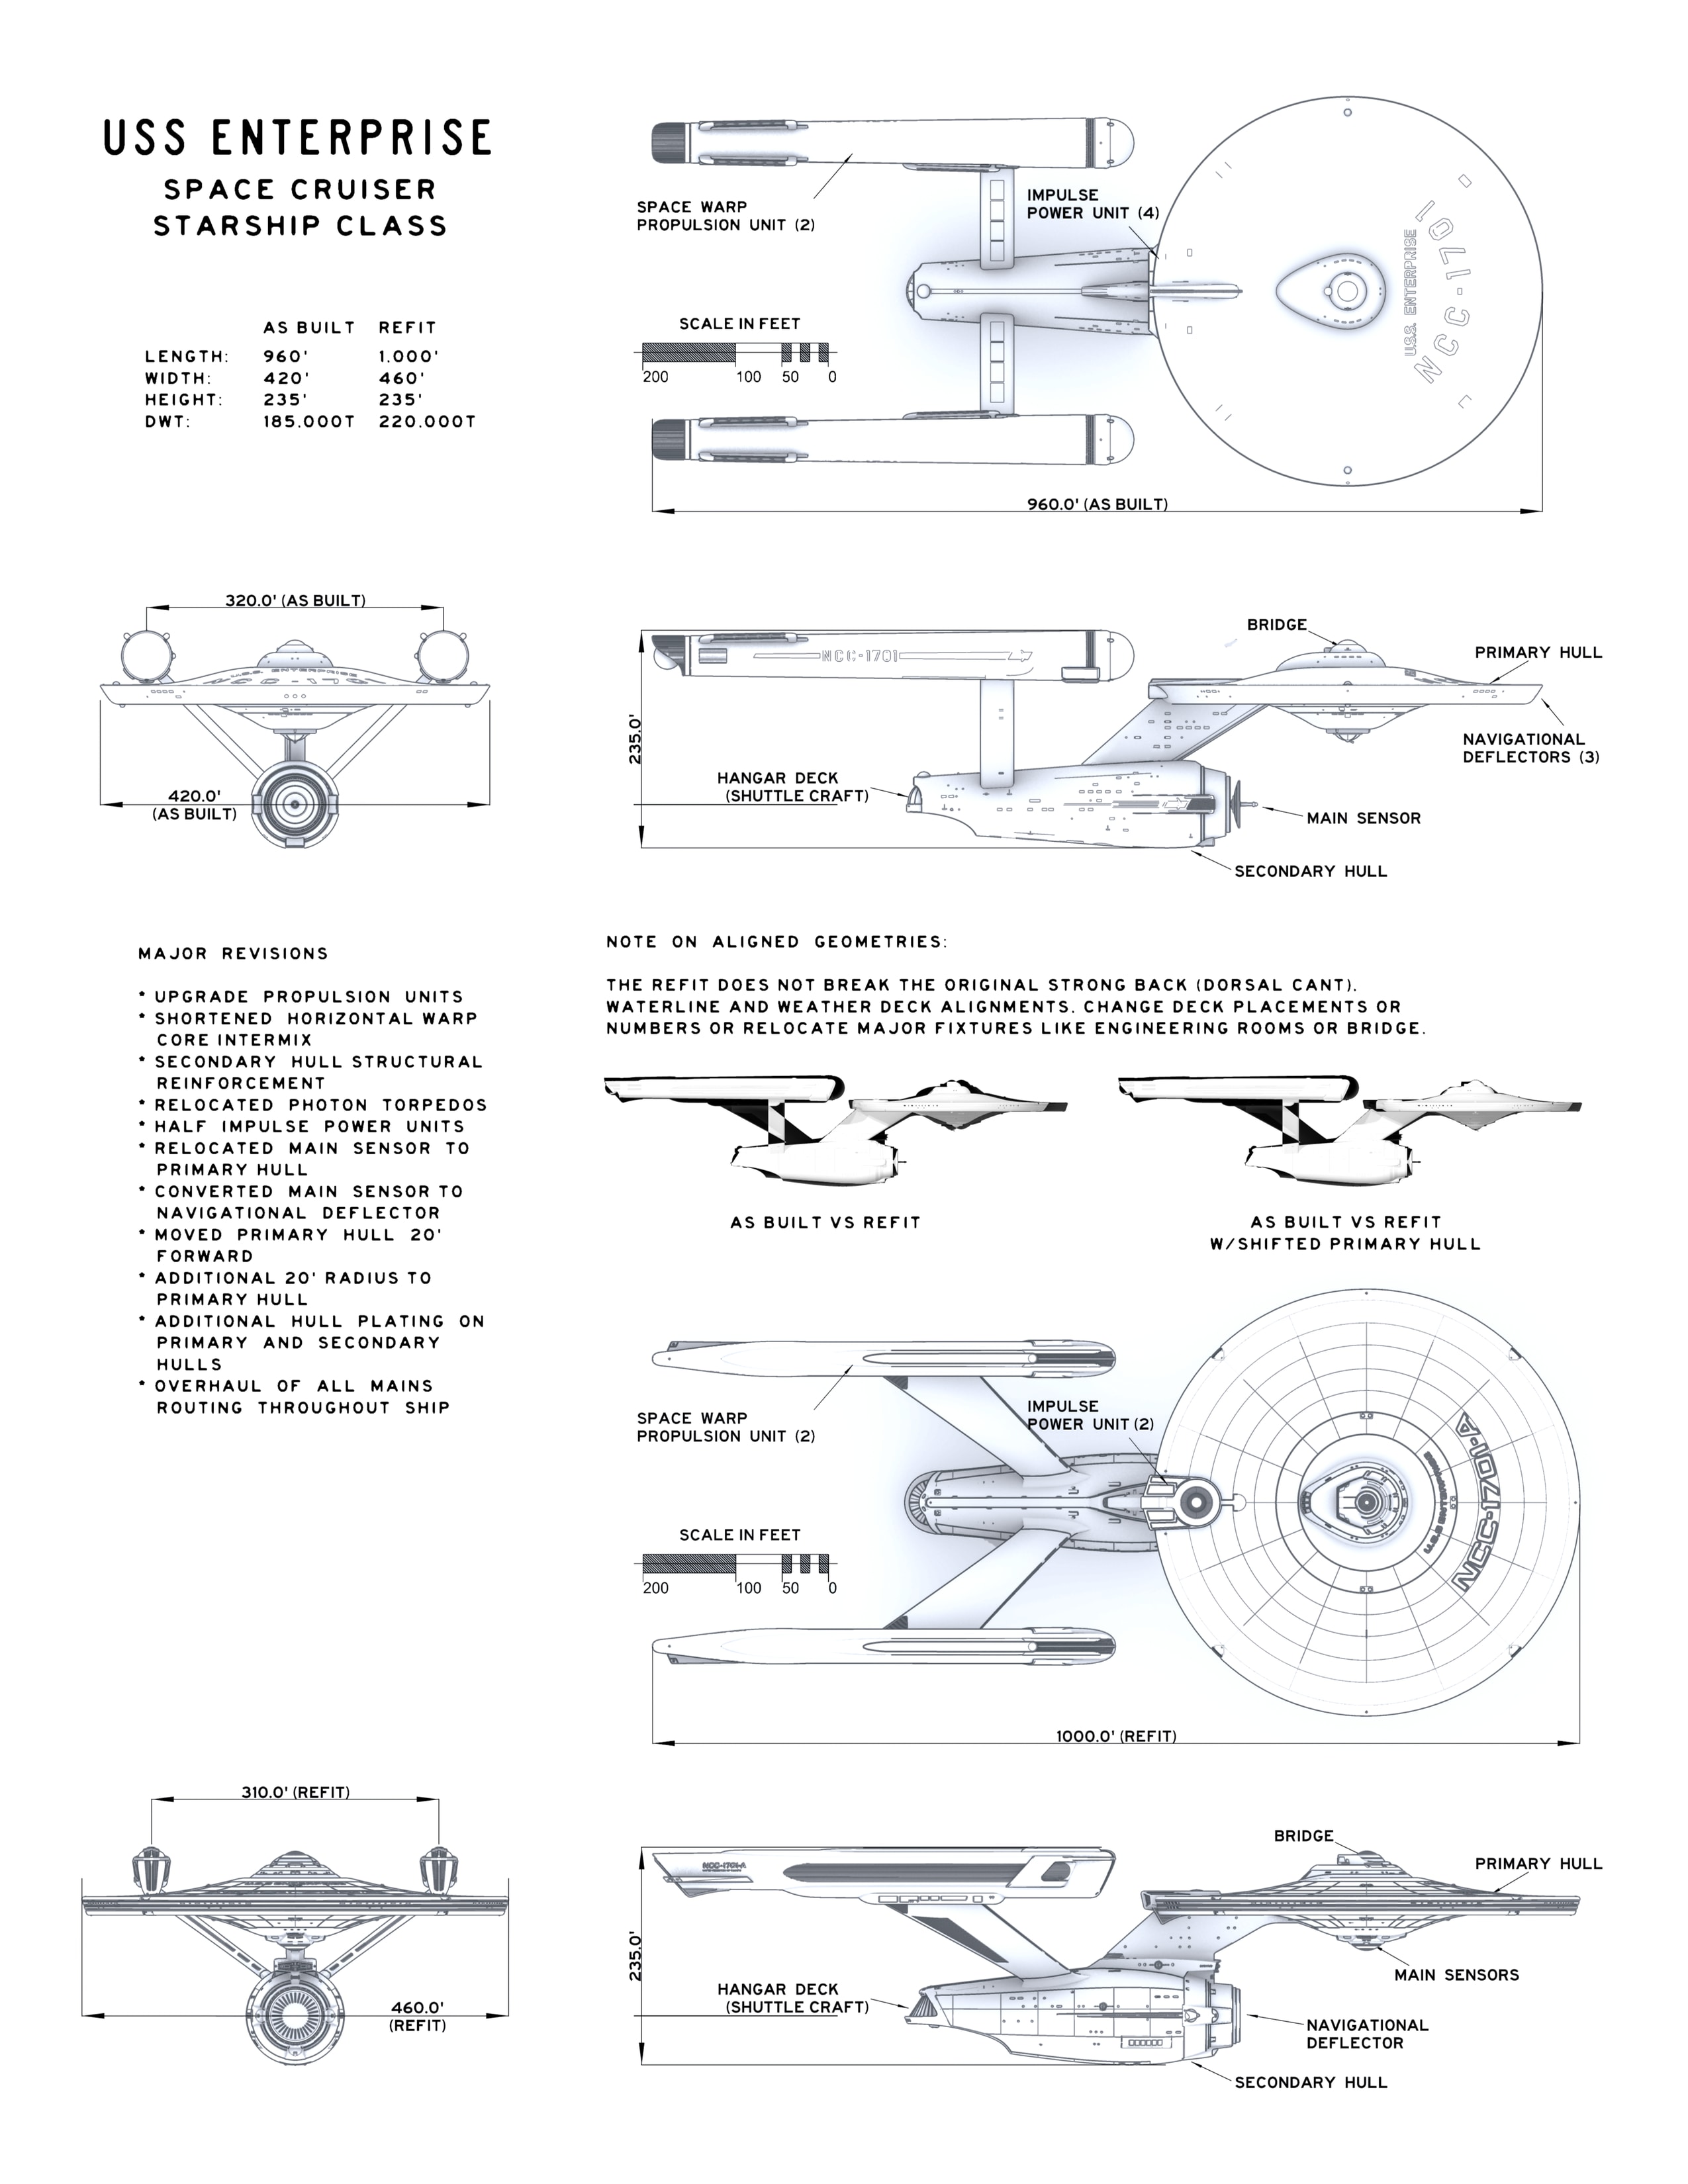 USS ENTERPRISE
SPACE CRUISER
STARSHIP CLASS
AS BUILT REFIT
LENGTH: 960' 1.000'
WIDTH: 420' 460'
HEIGHT: 235' 235'
DWT: 185.000T 220.000T
SPACE WARP
PROPULSION UNIT (2)
IMPULSE
POWER UNIT (4)
U.S.S. ENTERPRISE
NCC-1701
SCALE IN FEET
200 100 50 0
960.0' (AS BUILT)
320.0' (AS BUILT)
U.S.S. ENTERPRISE
NCC-1701
420.0'
(AS BUILT)
235.0'
NCC-1701
BRIDGE
PRIMARY HULL
NAVIGATIONAL
DEFLECTORS (3)
HANGAR DECK
(SHUTTLE CRAFT)
MAIN SENSOR
SECONDARY HULL
MAJOR REVISIONS
* UPGRADE PROPULSION UNITS
* SHORTENED HORIZONTAL WARP
CORE INTERMIX
* SECONDARY HULL STRUCTURAL
REINFORCEMENT
* RELOCATED PHOTON TORPEDOS
* HALF IMPULSE POWER UNITS
* RELOCATED MAIN SENSOR TO
PRIMARY HULL
* CONVERTED MAIN SENSOR TO
NAVIGATIONAL DEFLECTOR
* MOVED PRIMARY HULL 20'
FORWARD
* ADDITIONAL 20' RADIUS TO
PRIMARY HULL
* ADDITIONAL HULL PLATING ON
PRIMARY AND SECONDARY
HULLS
* OVERHAUL OF ALL MAINS
ROUTING THROUGHOUT SHIP
NOTE ON ALIGNED GEOMETRIES:
THE REFIT DOES NOT BREAK THE ORIGINAL STRONG BACK (DORSAL CANT).
WATERLINE AND WEATHER DECK ALIGNMENTS. CHANGE DECK PLACEMENTS OR
NUMBERS OR RELOCATE MAJOR FIXTURES LIKE ENGINEERING ROOMS OR BRIDGE.
AS BUILT VS REFIT
AS BUILT VS REFIT
W/SHIFTED PRIMARY HULL
SPACE WARP
PROPULSION UNIT (2)
IMPULSE
POWER UNIT (2)
U.S.S ENTERPRISE
NCC-1701-A
SCALE IN FEET
200 100 50 0
1000.0' (REFIT)
310.0' (REFIT)
460.0'
(REFIT)
235.0'
NCC-1701-A
BRIDGE
PRIMARY HULL
MAIN SENSORS
HANGAR DECK
(SHUTTLE CRAFT)
NAVIGATIONAL
DEFLECTOR
SECONDARY HULL